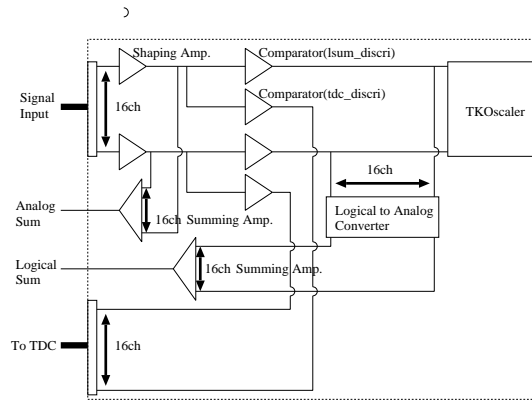 Shaping Amp.
Comparator(lsum_discri)
Signal
Input
16ch
Comparator(tdc_discri)
TKOscaler
16ch
Analog
Sum
16ch Summing Amp.
Logical to Analog
Converter
Logical
Sum
16ch Summing Amp.
To TDC
16ch